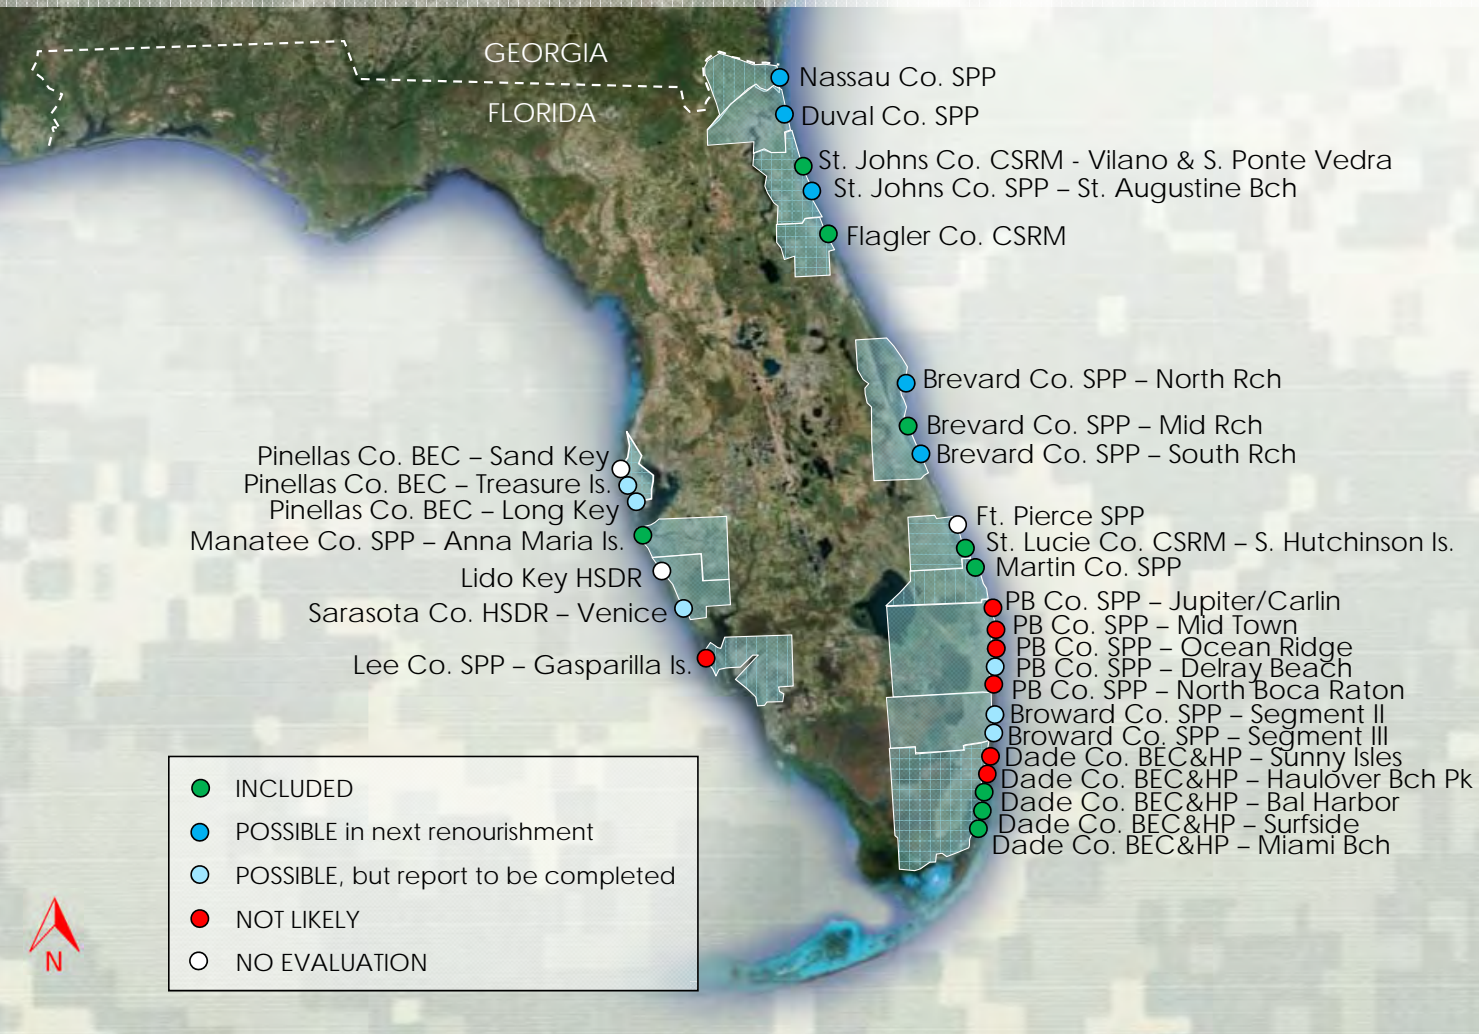 GEORGIA
FLORIDA
Nassau Co. SPP
Duval Co. SPP
St. Johns Co. CSRM - Vilano & S. Ponte Vedra
St. Johns Co. SPP – St. Augustine Bch
Flagler Co. CSRM
Brevard Co. SPP – North Rch
Brevard Co. SPP – Mid Rch
Brevard Co. SPP – South Rch
Ft. Pierce SPP
St. Lucie Co. CSRM – S. Hutchinson Is.
Martin Co. SPP
PB Co. SPP – Jupiter/Carlin
PB Co. SPP – Mid Town
PB Co. SPP – Ocean Ridge
PB Co. SPP – Delray Beach
PB Co. SPP – North Boca Raton
Broward Co. SPP – Segment II
Broward Co. SPP – Segment III
Dade Co. BEC&HP – Sunny Isles
Dade Co. BEC&HP – Haulover Bch Pk
Dade Co. BEC&HP – Bal Harbor
Dade Co. BEC&HP – Surfside
Dade Co. BEC&HP – Miami Bch
Pinellas Co. BEC – Sand Key
Pinellas Co. BEC – Treasure Is.
Pinellas Co. BEC – Long Key
Manatee Co. SPP – Anna Maria Is.
Lido Key HSDR
Sarasota Co. HSDR – Venice
Lee Co. SPP – Gasparilla Is.
INCLUDED
POSSIBLE in next renourishment
POSSIBLE, but report to be completed
NOT LIKELY
NO EVALUATION
N